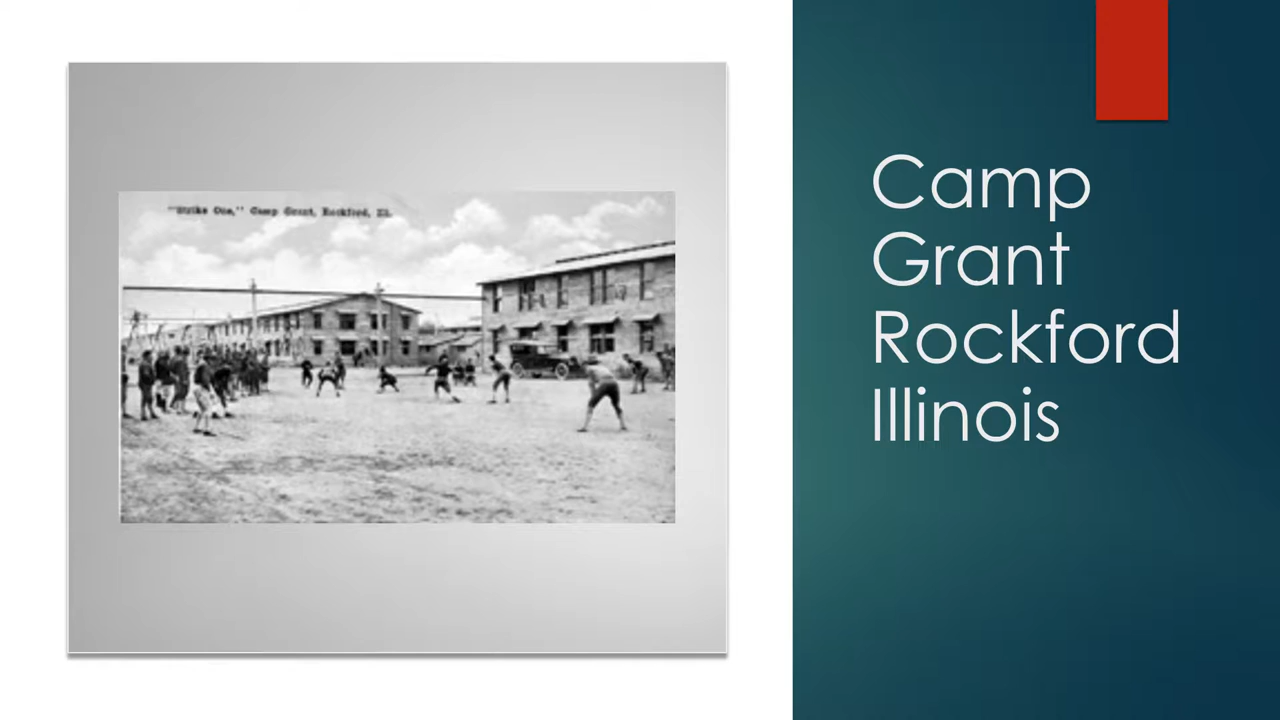 "Strike One," Camp Grant, Rockford, Ill.
Camp
Grant
Rockford
Illinois